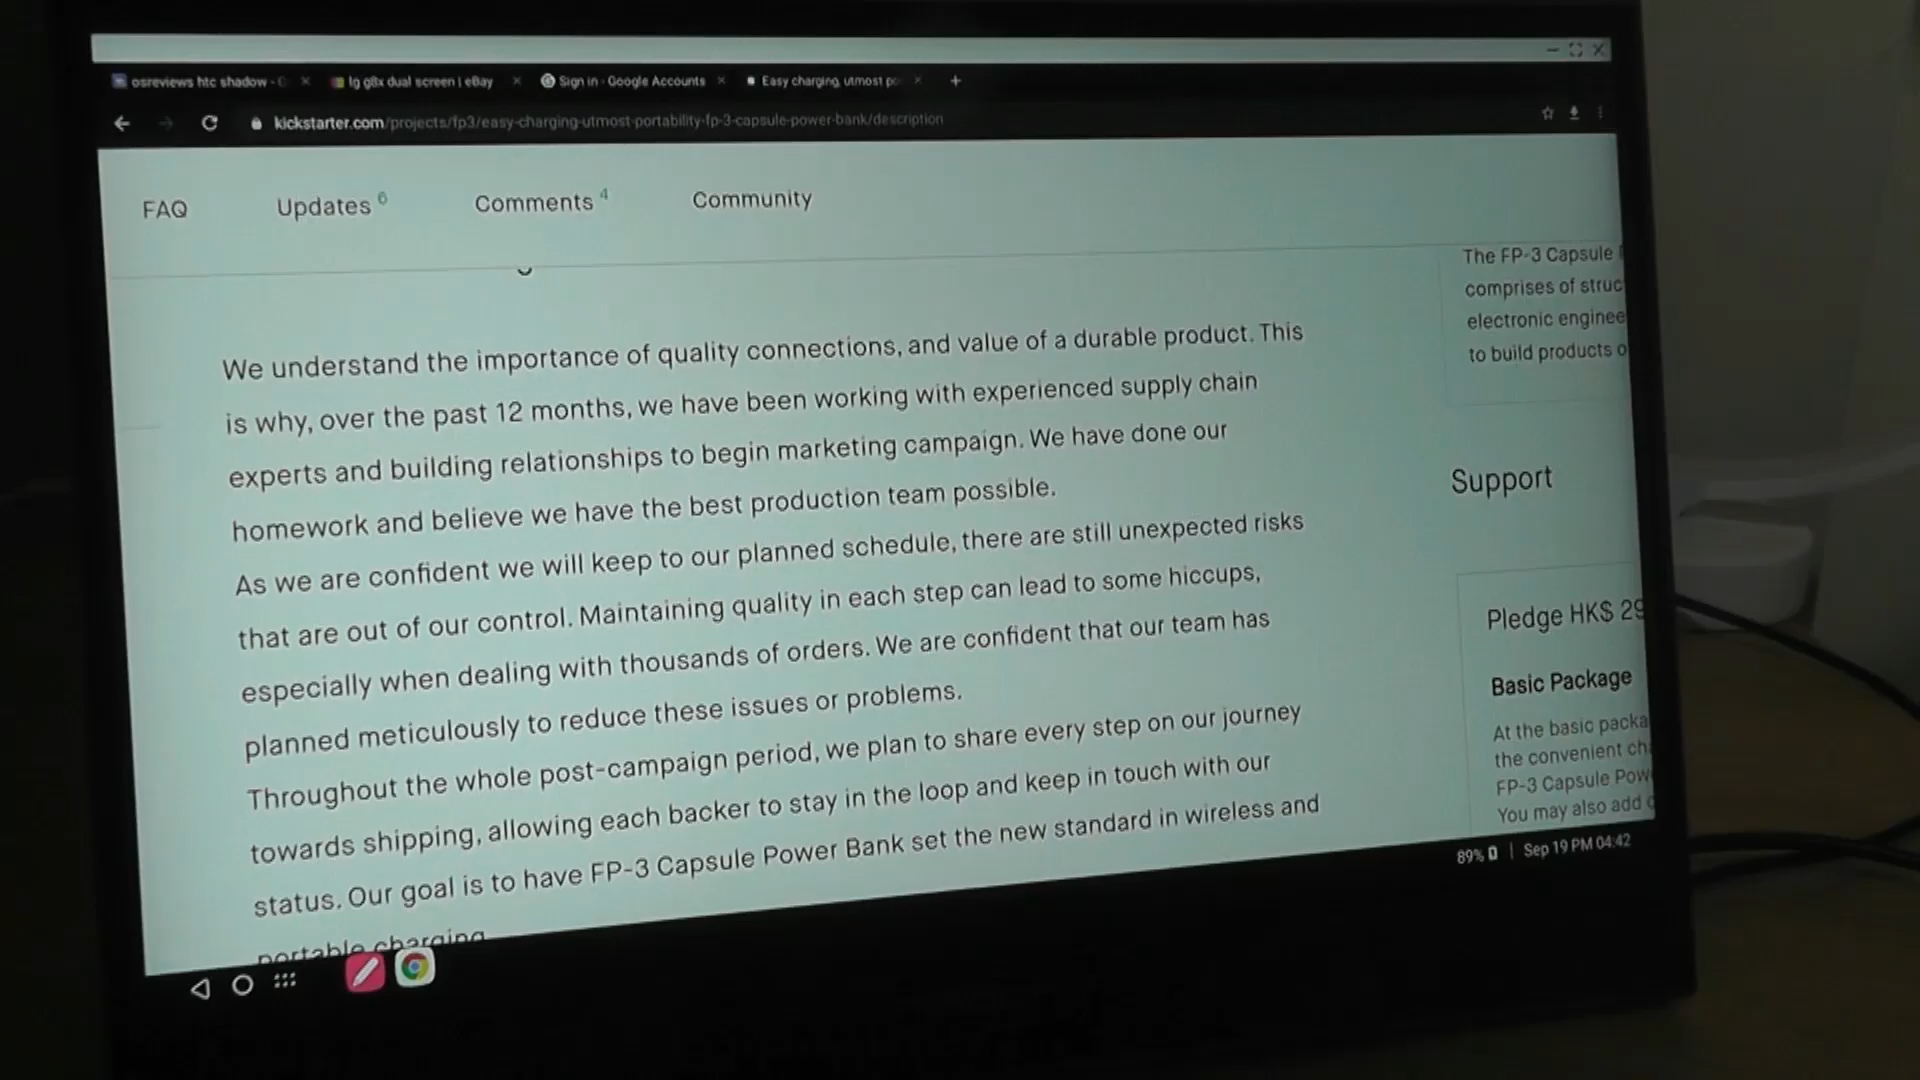 osreviews htc shadow -
lg g8x dual screen | eBay
Sign in - Google Accounts
Easy charging, utmost po
kickstarter.com/projects/fp3/easy-charging-utmost-portability-fp-3-capsule-power-bank/description
FAQ
Updates 6
Comments 4
Community
We understand the importance of quality connections, and value of a durable product. This
is why, over the past 12 months, we have been working with experienced supply chain
experts and building relationships to begin marketing campaign. We have done our
homework and believe we have the best production team possible.
As we are confident we will keep to our planned schedule, there are still unexpected risks
that are out of our control. Maintaining quality in each step can lead to some hiccups,
especially when dealing with thousands of orders. We are confident that our team has
planned meticulously to reduce these issues or problems.
Throughout the whole post-campaign period, we plan to share every step on our journey
towards shipping, allowing each backer to stay in the loop and keep in touch with our
status. Our goal is to have FP-3 Capsule Power Bank set the new standard in wireless and
portable charging
The FP-3 Capsule
comprises of struc
electronic enginee
to build products o
Support
Pledge HK$ 29
Basic Package
At the basic packa
the convenient cha
FP-3 Capsule Pow
You may also add
89% | Sep 19 PM 04:42